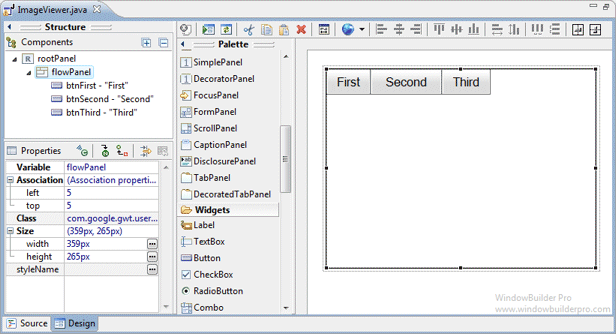 ImageViewer.java
Structure
Components
rootPanel
flowPanel
btnFirst - "First"
btnSecond - "Second"
btnThird - "Third"
Properties
Variable flowPanel
Association (Association properti...
left 5
top 5
Class com.google.gwt.user...
Size (359px, 265px)
width 359px
height 265px
styleName
Source Design
Palette
SimplePanel
DecoratorPanel
FocusPanel
FormPanel
ScrollPanel
CaptionPanel
DisclosurePanel
TabPanel
DecoratedTabPanel
Widgets
Label
TextBox
Button
CheckBox
RadioButton
Combo
First Second Third
WindowBuilder Pro
windowbuilderpro.com